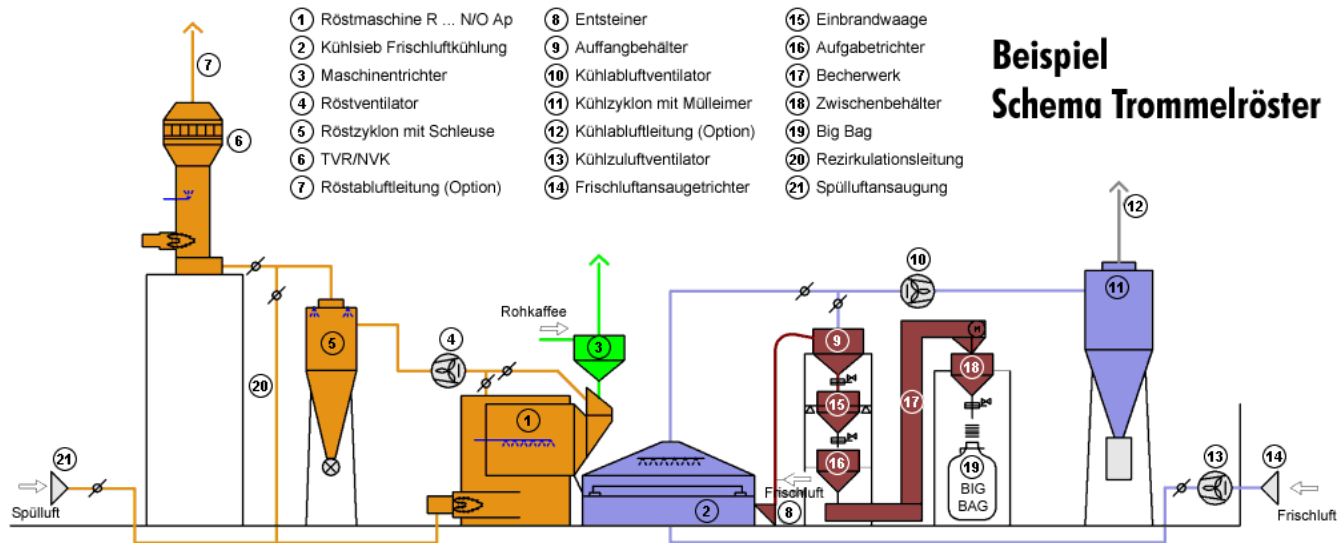 1 Röstmaschine R ... N/O Ap
2 Kühlsieb Frischluftkühlung
3 Maschinentrichter
4 Röstventilator
5 Röstzyklon mit Schleuse
6 TVR/NVK
7 Röstabluftleitung (Option)
8 Entsteiner
9 Auffangbehälter
10 Kühlabluftventilator
11 Kühlzyklon mit Mülleimer
12 Kühlabluftleitung (Option)
13 Kühlzuluftventilator
14 Frischluftansaugetrichter
15 Einbrandwaage
16 Aufgabetrichter
17 Becherwerk
18 Zwischenbehälter
19 Big Bag
20 Rezirkulationsleitung
21 Spülluftansaugung
Beispiel
Schema Trommelröster
7
6
12
10
11
Rohkaffee
4
3
5
9
M
18
20
15
17
1
16
21
19
13
14
BIG
BAG
Frischluft
2
8
Spülluft
Frischluft